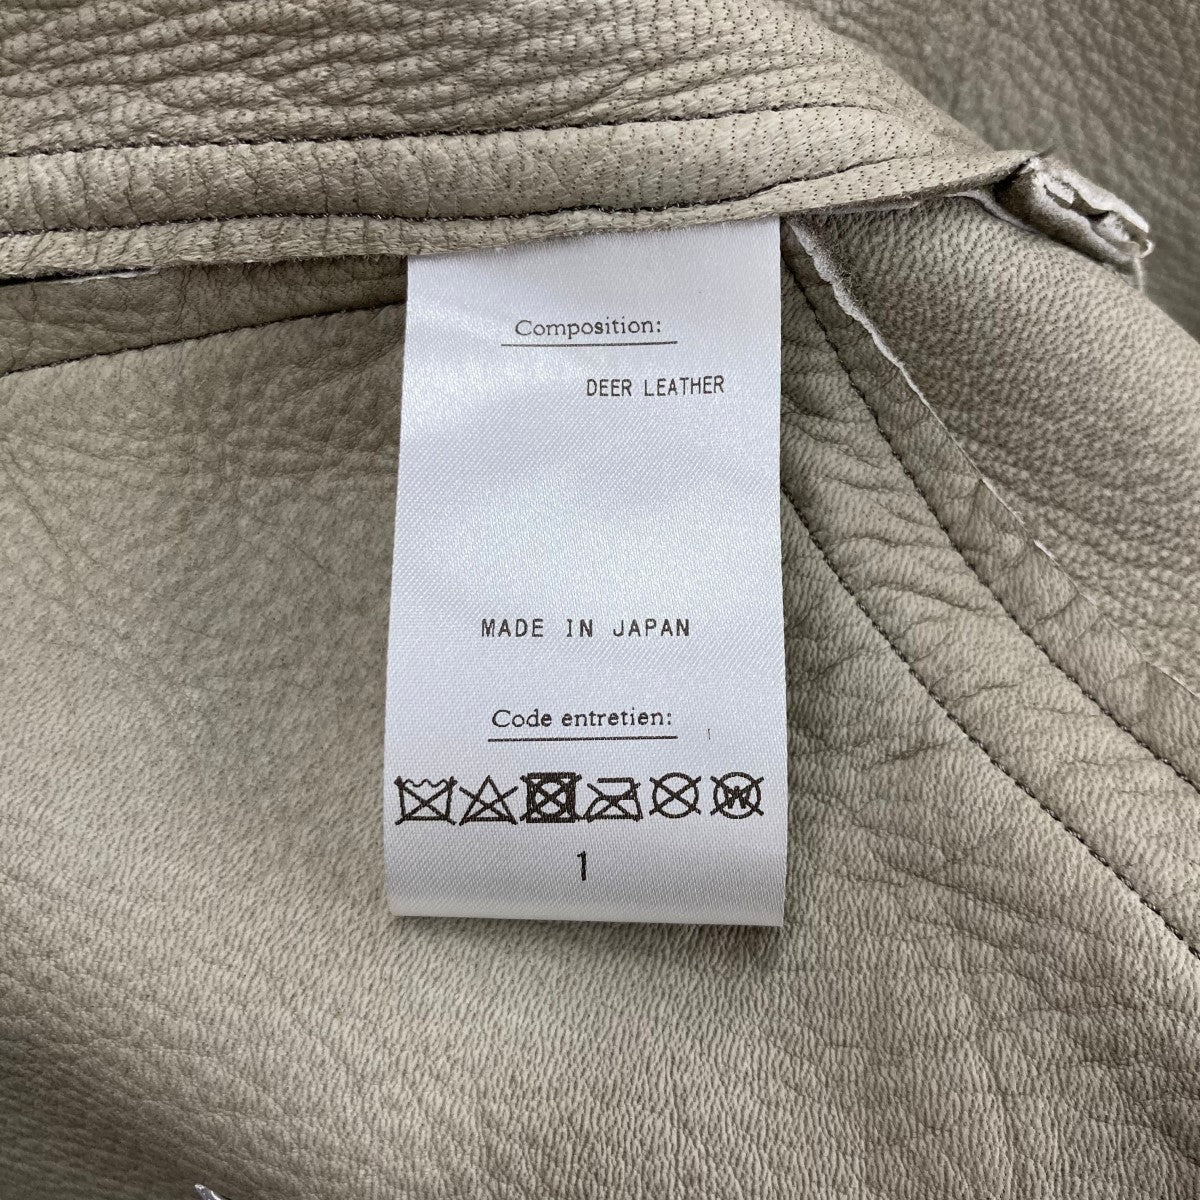 Composition:
DEER LEATHER
MADE IN JAPAN
Code entretien:
W
1